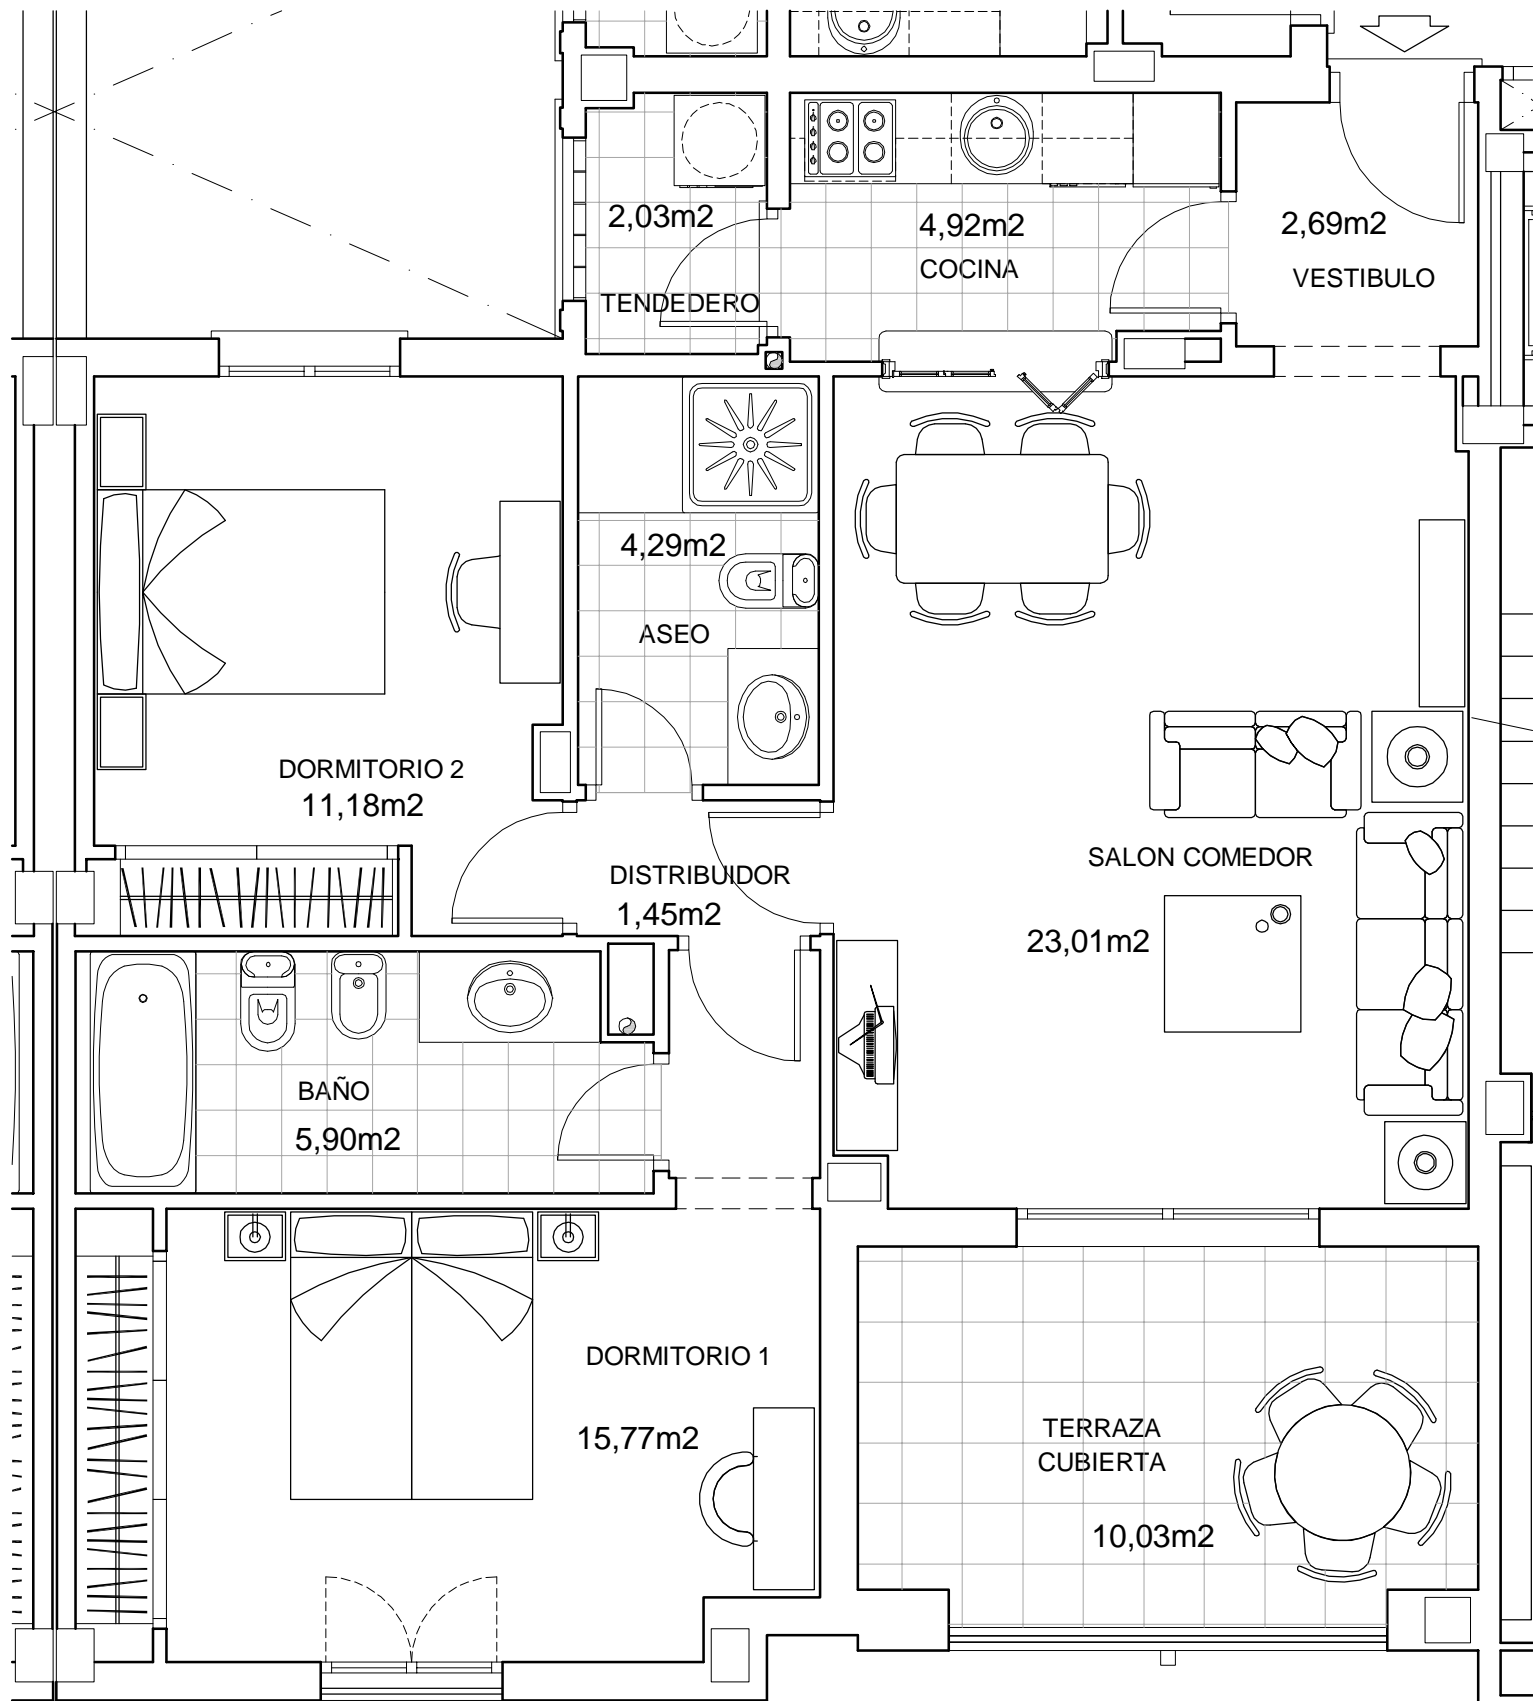 2,03m2
TENDEDERO
4,92m2
COCINA
2,69m2
VESTIBULO
4,29m2
ASEO
DORMITORIO 2
11,18m2
DISTRIBUIDOR
1,45m2
SALON COMEDOR
23,01m2
BAÑO
5,90m2
DORMITORIO 1
15,77m2
TERRAZA
CUBIERTA
10,03m2